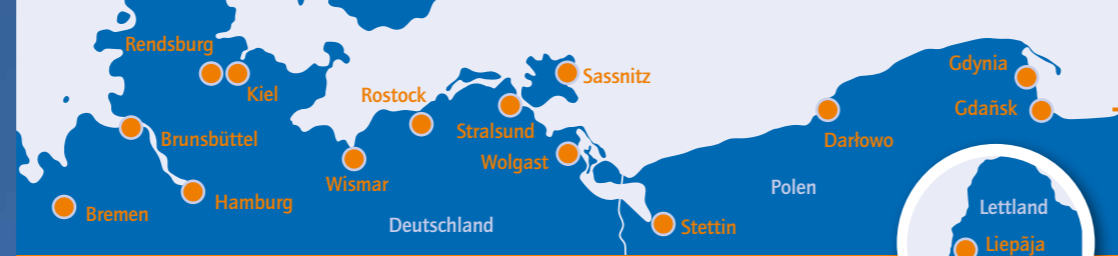 Rendsburg
Kiel
Brunsbüttel
Hamburg
Bremen
Wismar
Rostock
Stralsund
Sassnitz
Wolgast
Deutschland
Stettin
Polen
Darłowo
Gdynia
Gdańsk
Lettland
Liepāja